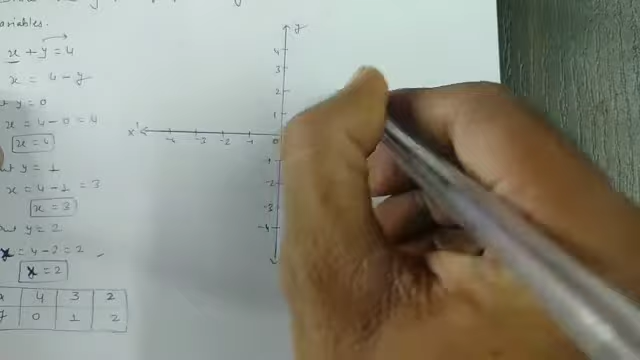 variables.
x + y = 4
x = 4 - y
y = 0
x = 4 - 0 = 4
x = 4
y = 1
x = 4 - 1 = 3
x = 3
y = 2
x = 4 - 2 = 2
x = 2
x 4 3 2
y 0 1 2
y
4
3
2
1
x' -4 -3 -2 -1 0
-1
-2
-3
-4